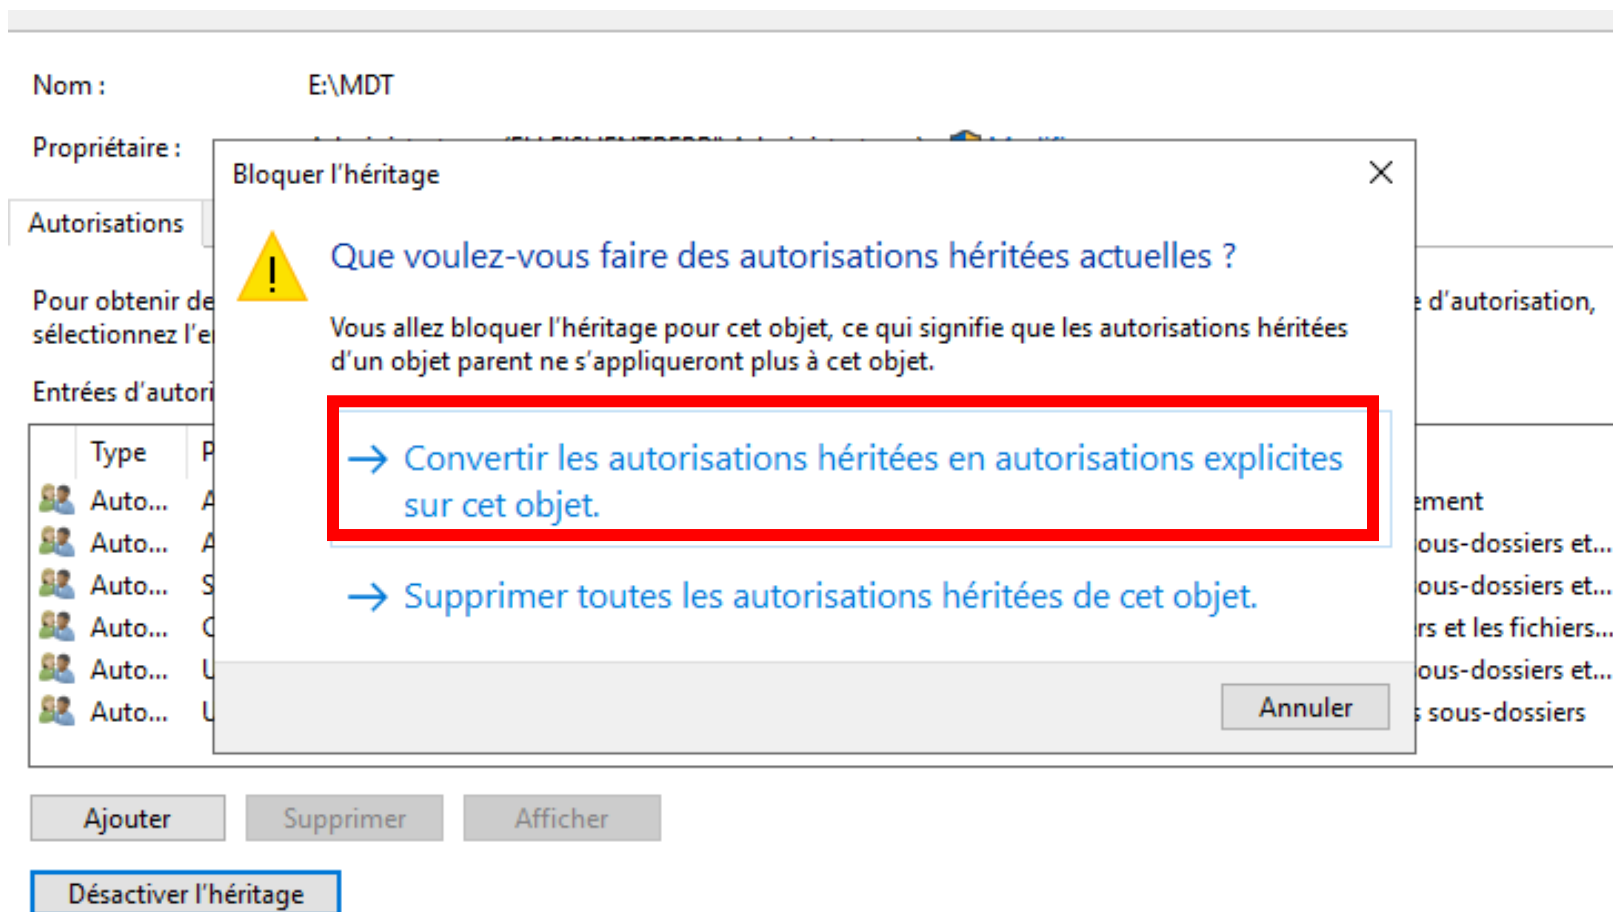 Nom : E:\MDT
Propriétaire :
Bloquer l'héritage
Autorisations
Que voulez-vous faire des autorisations héritées actuelles ?
Pour obtenir de d'autorisation,
sélectionnez
Vous allez bloquer l'héritage pour cet objet, ce qui signifie que les autorisations héritées
d'un objet parent ne s'appliqueront plus à cet objet.
Entrées d'autori
Type P
Convertir les autorisations héritées en autorisations explicites
sur cet objet.
Auto... A ement
Auto... A ous-dossiers et...
Auto... S ous-dossiers et...
Supprimer toutes les autorisations héritées de cet objet.
Auto... rs et les fichiers...
Auto... U ous-dossiers et...
Auto... U sous-dossiers
Annuler
Ajouter Supprimer Afficher
Désactiver l'héritage